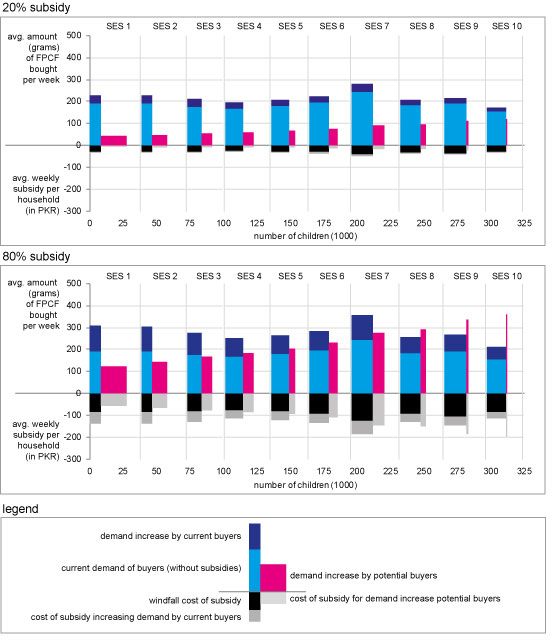 20% subsidy
SES 1 SES 2 SES 3 SES 4 SES 5 SES 6 SES 7 SES 8 SES 9 SES 10
avg. amount
(grams)
of FPCF
bought
per week
500
400
300
200
100
0
-100
-200
-300
avg. weekly
subsidy per
household
(in PKR)
0 25 50 75 100 125 150 175 200 225 250 275 300 325
number of children (1000)
80% subsidy
SES 1 SES 2 SES 3 SES 4 SES 5 SES 6 SES 7 SES 8 SES 9 SES 10
avg. amount
(grams)
of FPCF
bought
per week
500
400
300
200
100
0
-100
-200
-300
avg. weekly
subsidy per
household
(in PKR)
0 25 50 75 100 125 150 175 200 225 250 275 300 325
number of children (1000)
legend
demand increase by current buyers
current demand of buyers (without subsidies)
demand increase by potential buyers
windfall cost of subsidy
cost of subsidy for demand increase potential buyers
cost of subsidy increasing demand by current buyers